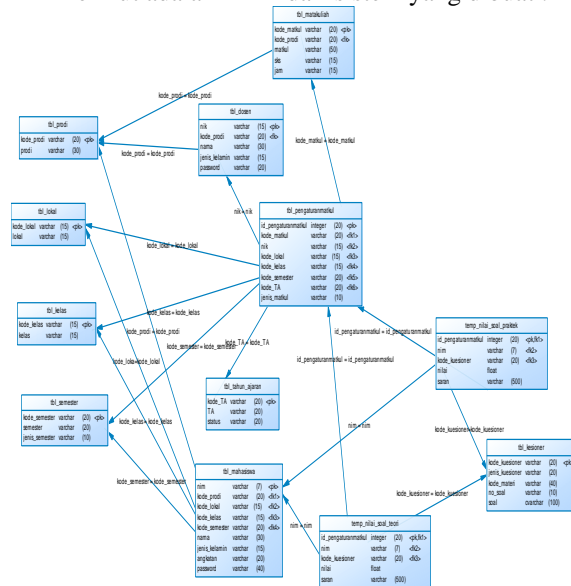 tbl_matakuliah
kode_matkul varchar (20) <pk>
kode_prodi varchar (20) <fk>
matkul varchar (50)
sks varchar (15)
jam varchar (15)
tbl_prodi
kode_prodi varchar (20) <pk>
prodi varchar (30)
tbl_dosen
nik varchar (15) <pk>
kode_prodi varchar (20) <fk>
nama varchar (30)
jenis_kelamin varchar (15)
password varchar (20)
kode_prodi = kode_prodi
kode_prodi = kode_prodi
kode_matkul = kode_matkul
nik = nik
tbl_lokal
kode_lokal varchar (15) <pk>
lokal varchar (15)
kode_lokal = kode_lokal
tbl_pengaturanmatkul
id_pengaturanmatkul integer (20) <pk>
kode_matkul varchar (20) <fk1>
nik varchar (15) <fk2>
kode_lokal varchar (15) <fk3>
kode_kelas varchar (15) <fk4>
kode_semester varchar (20) <fk5>
kode_TA varchar (20) <fk6>
jenis_matkul varchar (10)
tbl_kelas
kode_kelas varchar (15) <pk>
kelas varchar (15)
kode_kelas = kode_kelas
kode_prodi = kode_prodi
kode_semester = kode_semester
kode_TA = kode_TA
kode_lokal = kode_lokal
id_pengaturanmatkul = id_pengaturanmatkul
id_pengaturanmatkul = id_pengaturanmatkul
temp_nilai_soal_praktek
id_pengaturanmatkul integer (20) <pk,fk1>
nim varchar (7) <fk2>
kode_kuesioner varchar (20) <fk3>
nilai float
saran varchar (500)
tbl_tahun_ajaran
kode_TA varchar (20) <pk>
TA varchar (20)
status varchar (20)
tbl_semester
kode_semester varchar (20) <pk>
semester varchar (20)
jenis_semester varchar (10)
kode_kelas = kode_kelas
kode_semester = kode_semester
nim = nim
kode_kuesioner = kode_kuesioner
tbl_kesioner
kode_kuesioner varchar (20) <pk>
jenis_kuesioner varchar (20)
kode_materi varchar (40)
no_soal varchar (10)
soal cvarchar (100)
kode_kuesioner = kode_kuesioner
tbl_mahasiswa
nim varchar (7) <pk>
kode_prodi varchar (20) <fk1>
kode_lokal varchar (15) <fk2>
kode_kelas varchar (15) <fk3>
kode_semester varchar (20) <fk4>
nama varchar (30)
jenis_kelamin varchar (15)
angkatan varchar (20)
password varchar (40)
nim = nim
temp_nilai_soal_teori
id_pengaturanmatkul integer (20) <pk,fk1>
nim varchar (7) <fk2>
kode_kuesioner varchar (20) <fk3>
nilai float
saran varchar (500)